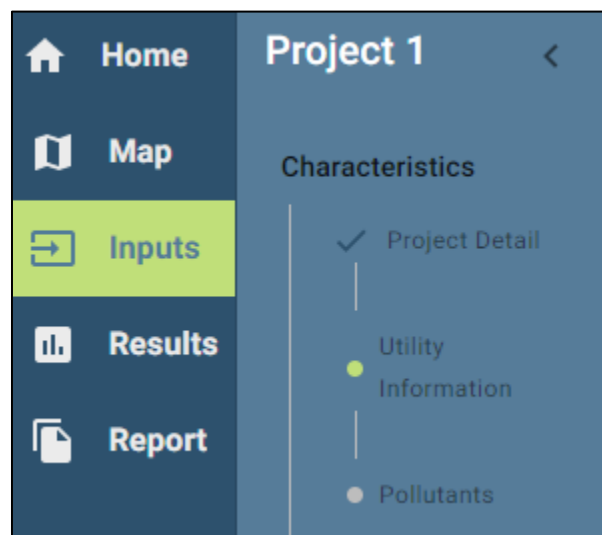 Home
Map
Inputs
Results
Report
Project 1
Characteristics
Project Detail
Utility
Information
Pollutants